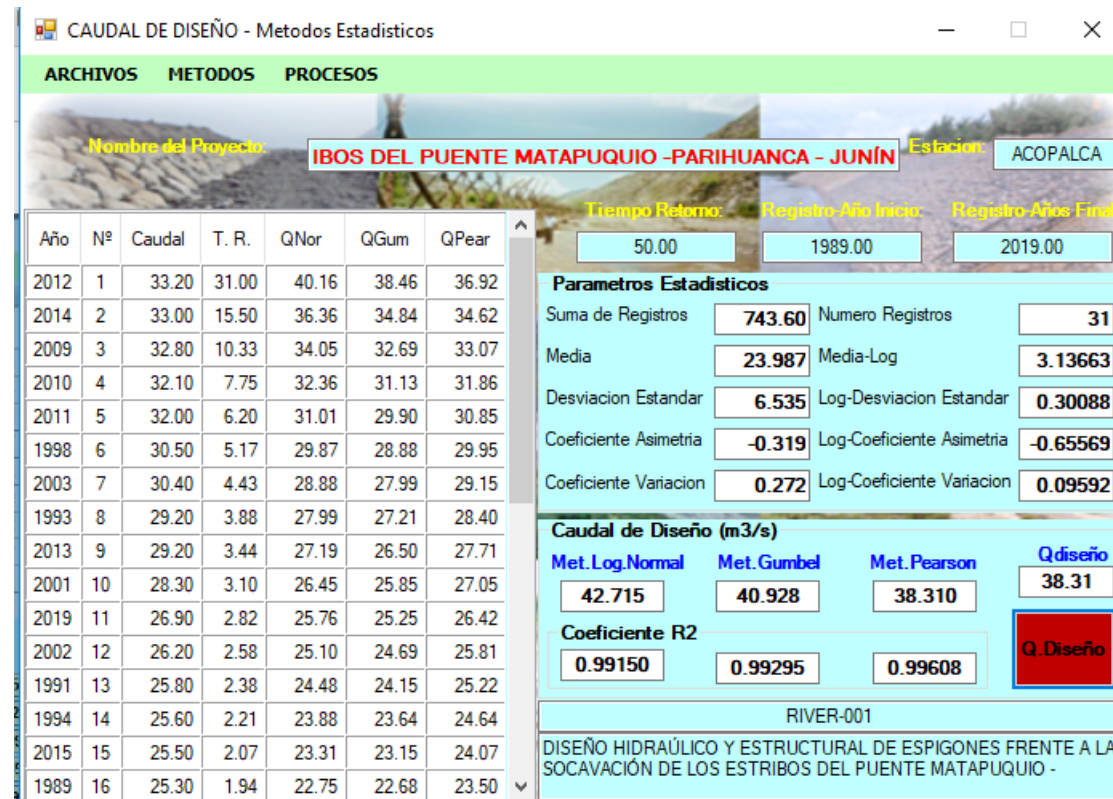 CAUDAL DE DISEÑO - Metodos Estadisticos
ARCHIVOS METODOS PROCESOS
Nombre del Proyecto: IBOS DEL PUENTE MATAPUQUIO -PARIHUANCA - JUNÍN Estacion: ACOPALCA
Tiempo Retorno: Registro-Año Inicio: Registro-Años Final
50.00 1989.00 2019.00
Año Nº Caudal T. R. QNor QGum QPear
2012 1 33.20 31.00 40.16 38.46 36.92
2014 2 33.00 15.50 36.36 34.84 34.62
2009 3 32.80 10.33 34.05 32.69 33.07
2010 4 32.10 7.75 32.36 31.13 31.86
2011 5 32.00 6.20 31.01 29.90 30.85
1998 6 30.50 5.17 29.87 28.88 29.95
2003 7 30.40 4.43 28.88 27.99 29.15
1993 8 29.20 3.88 27.99 27.21 28.40
2013 9 29.20 3.44 27.19 26.50 27.71
2001 10 28.30 3.10 26.45 25.85 27.05
2019 11 26.90 2.82 25.76 25.25 26.42
2002 12 26.20 2.58 25.10 24.69 25.81
1991 13 25.80 2.38 24.48 24.15 25.22
1994 14 25.60 2.21 23.88 23.64 24.64
2015 15 25.50 2.07 23.31 23.15 24.07
1989 16 25.30 1.94 22.75 22.68 23.50
Parametros Estadisticos
Suma de Registros 743.60 Numero Registros 31
Media 23.987 Media-Log 3.13663
Desviacion Estandar 6.535 Log-Desviacion Estandar 0.30088
Coeficiente Asimetria -0.319 Log-Coeficiente Asimetria -0.65569
Coeficiente Variacion 0.272 Log-Coeficiente Variacion 0.09592
Caudal de Diseño (m3/s)
Met.Log.Normal Met.Gumbel Met.Pearson Qdiseño
42.715 40.928 38.310 38.31
Coeficiente R2
0.99150 0.99295 0.99608
Q.Diseño
RIVER-001
DISEÑO HIDRAÚLICO Y ESTRUCTURAL DE ESPIGONES FRENTE A LA
SOCAVACIÓN DE LOS ESTRIBOS DEL PUENTE MATAPUQUIO -